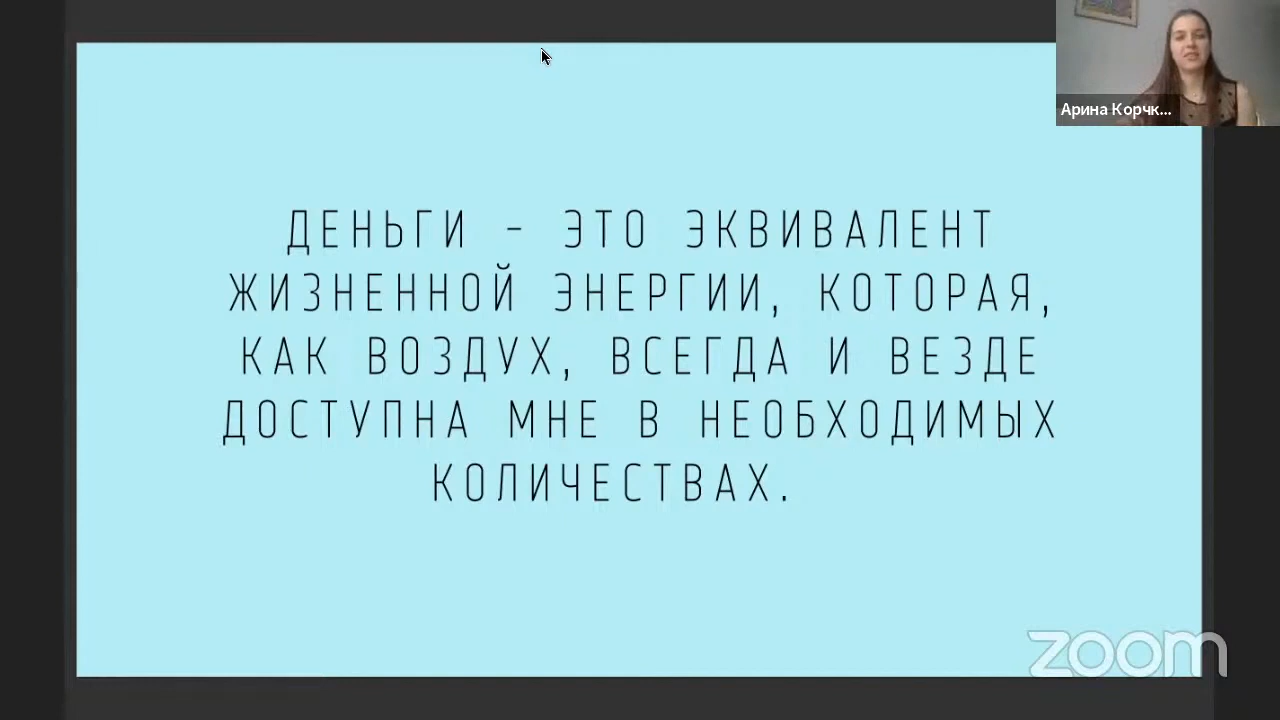 Арина Корчк...
ДЕНЬГИ - ЭТО ЭКВИВАЛЕНТ
ЖИЗНЕННОЙ ЭНЕРГИИ, КОТОРАЯ,
КАК ВОЗДУХ, ВСЕГДА И ВЕЗДЕ
ДОСТУПНА МНЕ В НЕОБХОДИМЫХ
КОЛИЧЕСТВАХ.
zoom